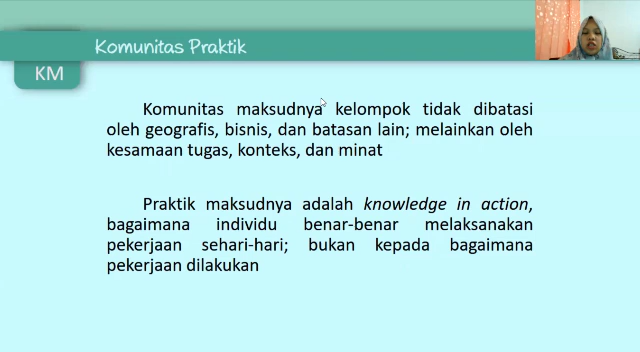 Komunitas Praktik
KM
Komunitas maksudnya kelompok tidak dibatasi
oleh geografis, bisnis, dan batasan lain; melainkan oleh
kesamaan tugas, konteks, dan minat
Praktik maksudnya adalah knowledge in action,
bagaimana individu benar-benar melaksanakan
pekerjaan sehari-hari; bukan kepada bagaimana
pekerjaan dilakukan